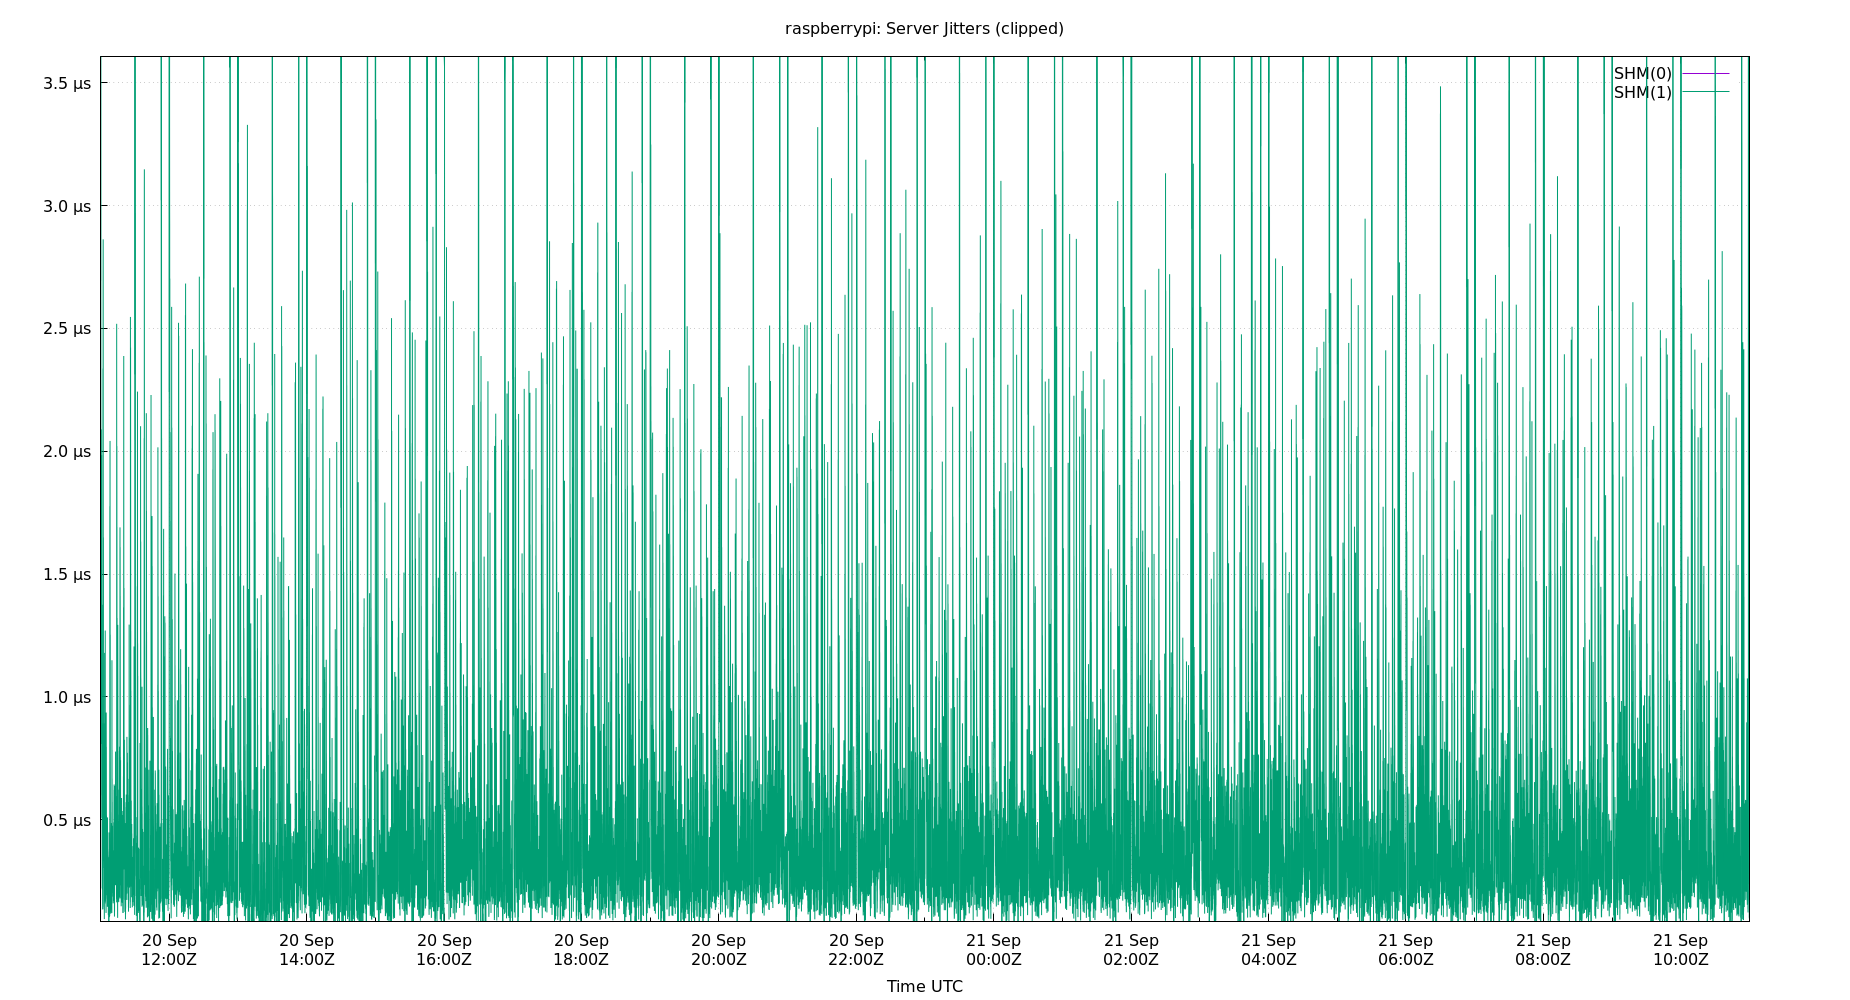 raspberrypi: Server Jitters (clipped)
3.5 µs
SHM(0)
SHM(1)
3.0 µs
2.5 µs
2.0 µs
1.5 µs
1.0 µs
0.5 µs
20 Sep 20 Sep 20 Sep 20 Sep 20 Sep 20 Sep 21 Sep 21 Sep 21 Sep 21 Sep 21 Sep 21 Sep
12:00Z 14:00Z 16:00Z 18:00Z 20:00Z 22:00Z 00:00Z 02:00Z 04:00Z 06:00Z 08:00Z 10:00Z
Time UTC